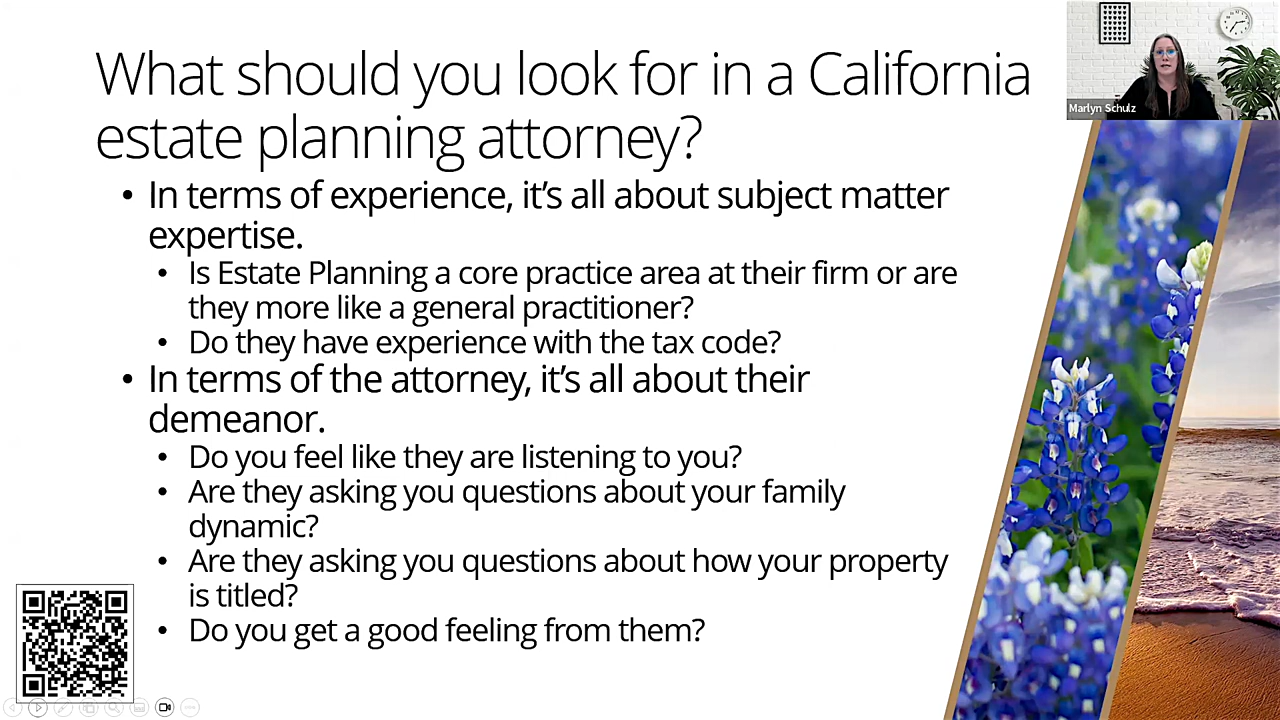 What should you look for in a California
estate planning attorney?
Marlyn Schulz
• In terms of experience, it's all about subject matter
expertise.
• Is Estate Planning a core practice area at their firm or are
they more like a general practitioner?
• Do they have experience with the tax code?
• In terms of the attorney, it's all about their
demeanor.
• Do you feel like they are listening to you?
• Are they asking you questions about your family
dynamic?
• Are they asking you questions about how your property
is titled?
• Do you get a good feeling from them?